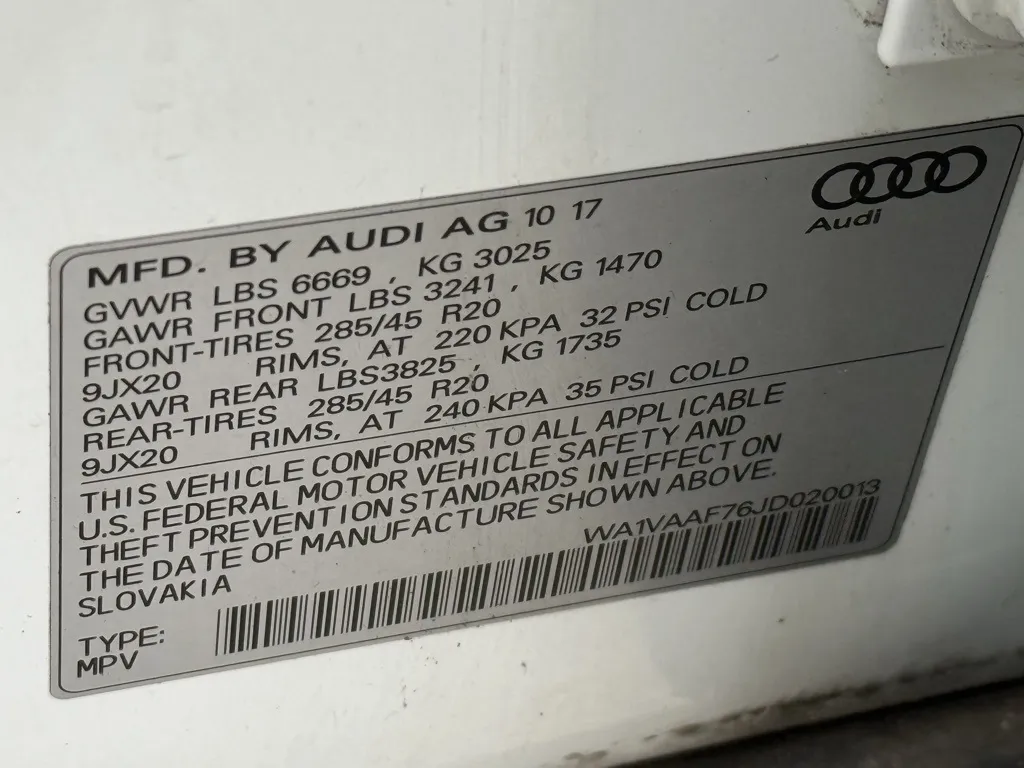 Audi
MFD. BY AUDI AG 10 17
GVWR LBS 6669 , KG 3025
GAWR FRONT LBS 3241 , KG 1470
FRONT-TIRES 285/45 R20
9JX20 RIMS, AT 220 KPA 32 PSI COLD
GAWR REAR LBS3825 , KG 1735
REAR-TIRES 285/45 R20
9JX20 RIMS, AT 240 KPA 35 PSI COLD
THIS VEHICLE CONFORMS TO ALL APPLICABLE
U.S. FEDERAL MOTOR VEHICLE SAFETY AND
THEFT PREVENTION STANDARDS IN EFFECT ON
THE DATE OF MANUFACTURE SHOWN ABOVE.
SLOVAKIA
WA1VAAF76JD020013
TYPE:
MPV